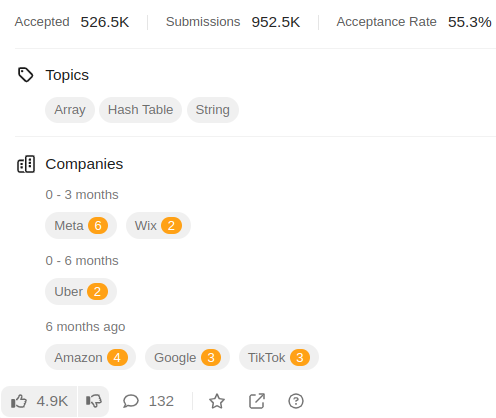 Accepted 526.5K Submissions 952.5K Acceptance Rate 55.3%
Topics
Array Hash Table String
Companies
0 - 3 months
Meta 6 Wix 2
0 - 6 months
Uber 2
6 months ago
Amazon 4 Google 3 TikTok 3
4.9K 132